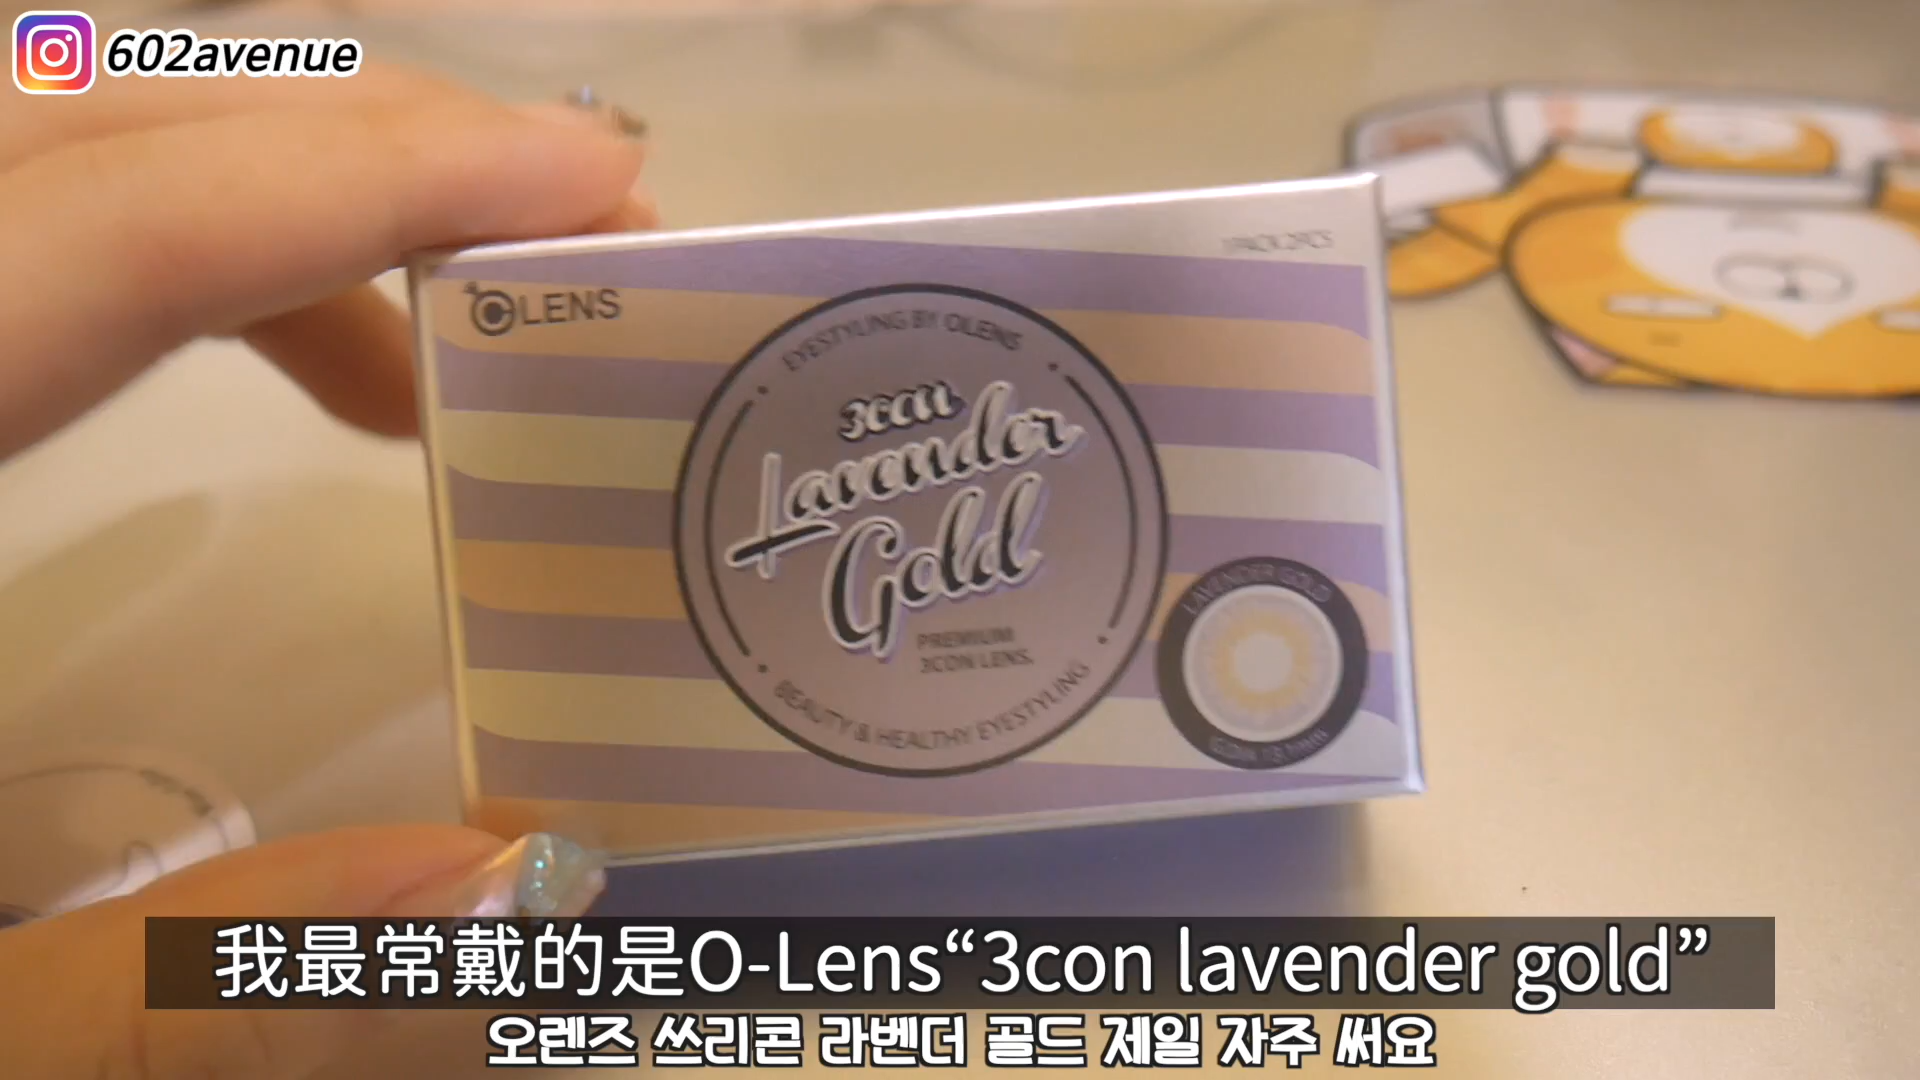 602avenue
1PACK 2PCS
OLENS
EYESTYLING BY OLENS
3con
Lavender
Gold
PREMIUM
3CON LENS.
BEAUTY & HEALTHY EYESTYLING
LAVENDER GOLD
我最常戴的是O-Lens“3con lavender gold”
오렌즈 쓰리콘 라벤더 골드 제일 자주 써요